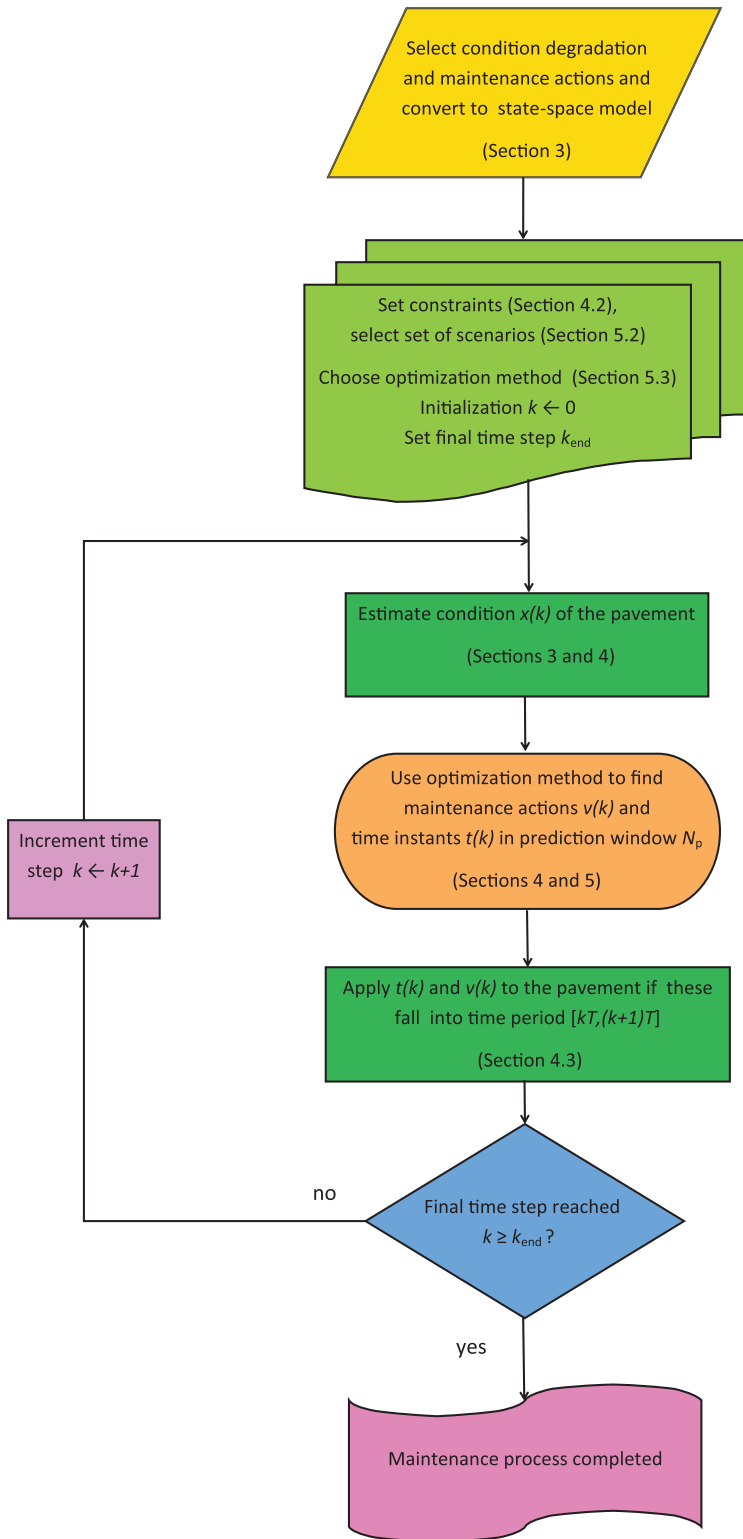 Select condition degradation
and maintenance actions and
convert to state-space model
(Section 3)
Set constraints (Section 4.2),
select set of scenarios (Section 5.2)
Choose optimization method (Section 5.3)
Initialization k ← 0
Set final time step kend
Estimate condition x(k) of the pavement
(Sections 3 and 4)
Use optimization method to find
maintenance actions v(k) and
time instants t(k) in prediction window Np
(Sections 4 and 5)
Increment time
step k ← k+1
Apply t(k) and v(k) to the pavement if these
fall into time period [kT,(k+1)T]
(Section 4.3)
no
Final time step reached
k ≥ kend ?
yes
Maintenance process completed